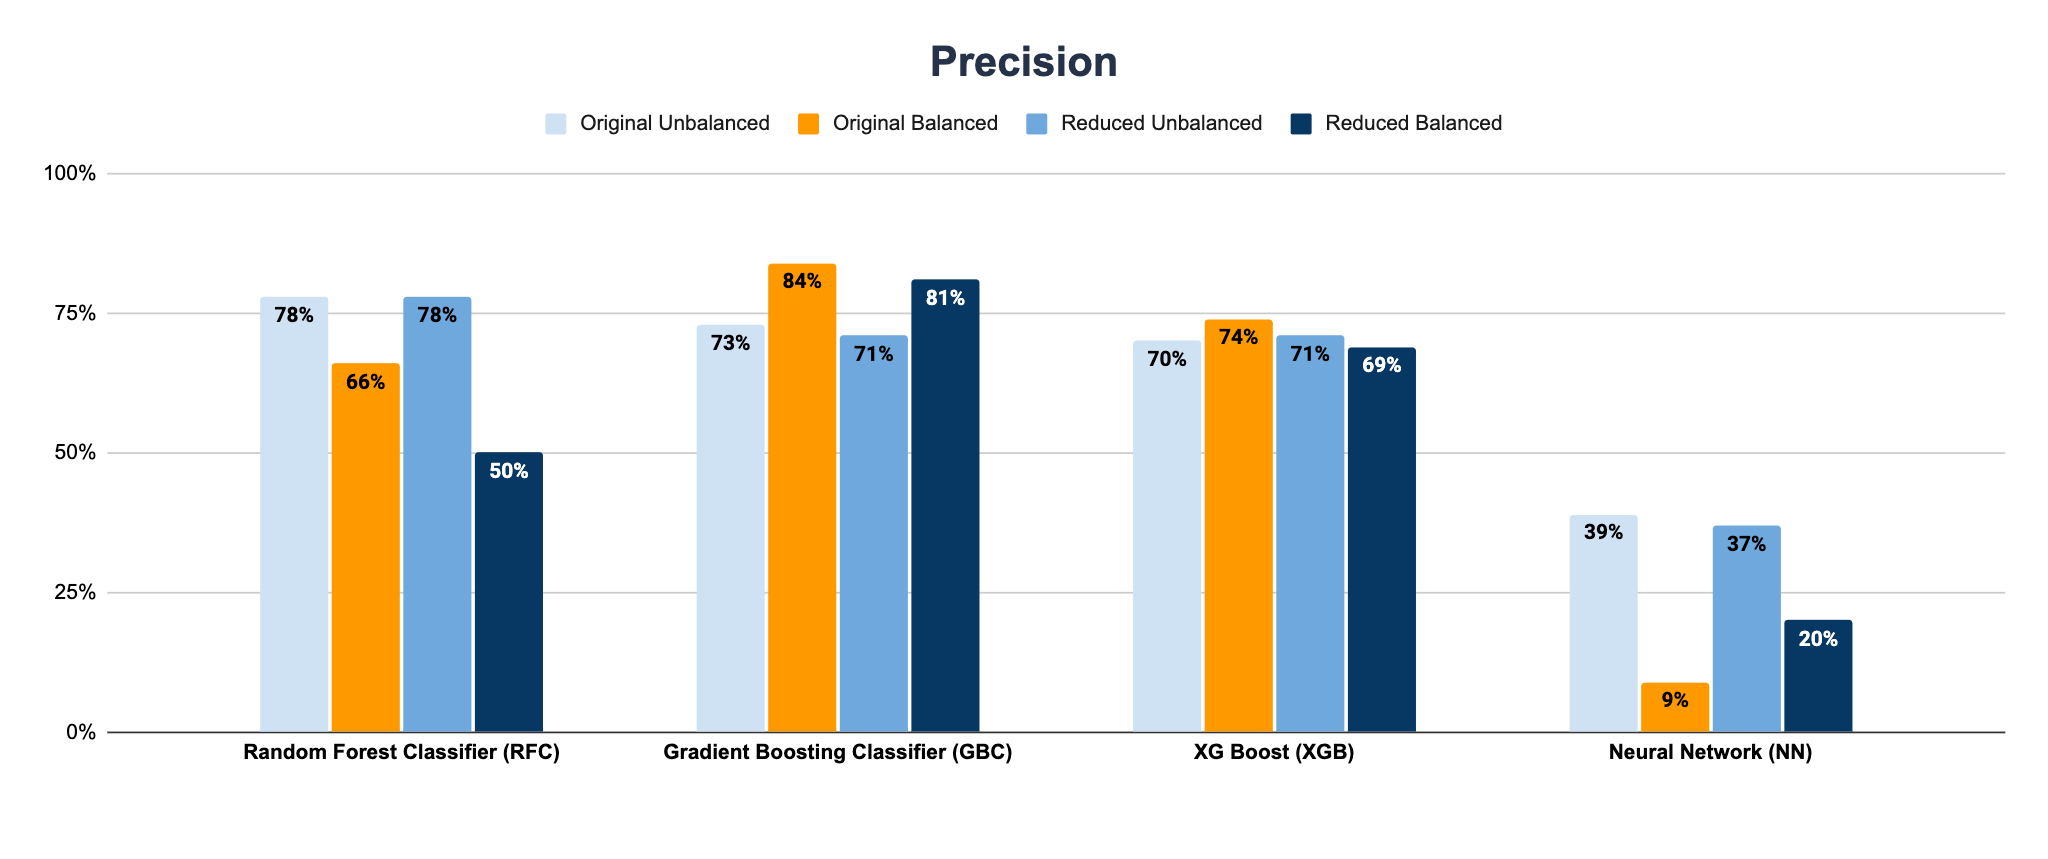 Precision
Original Unbalanced
Original Balanced
Reduced Unbalanced
Reduced Balanced
100%
75%
50%
25%
0%
78%
66%
78%
50%
73%
84%
71%
81%
70%
74%
71%
69%
39%
9%
37%
20%
Random Forest Classifier (RFC)
Gradient Boosting Classifier (GBC)
XG Boost (XGB)
Neural Network (NN)